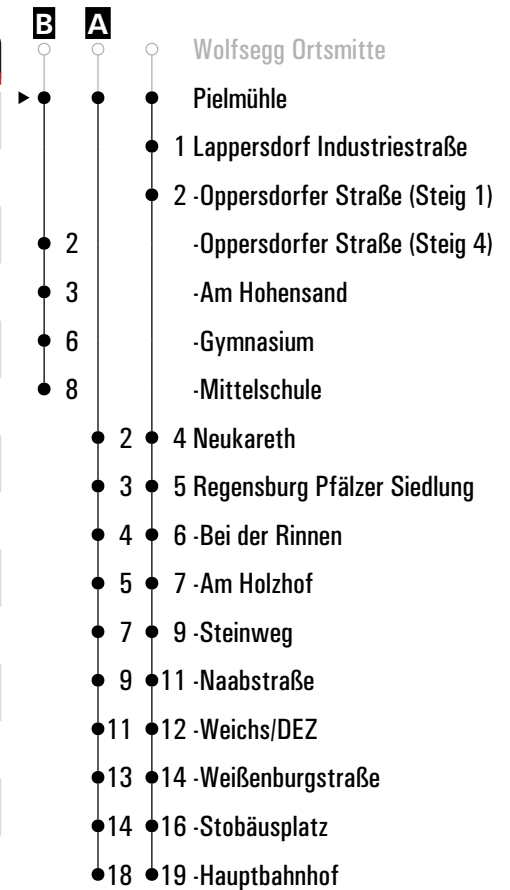 B A
Wolfsegg Ortsmitte
Pielmühle
1 Lappersdorf Industriestraße
2 -Oppersdorfer Straße (Steig 1)
2 -Oppersdorfer Straße (Steig 4)
3 -Am Hohensand
6 -Gymnasium
8 -Mittelschule
2 4 Neukareth
3 5 Regensburg Pfälzer Siedlung
4 6 -Bei der Rinnen
5 7 -Am Holzhof
7 9 -Steinweg
9 11 -Naabstraße
11 12 -Weichs/DEZ
13 14 -Weißenburgstraße
14 16 -Stobäusplatz
18 19 -Hauptbahnhof